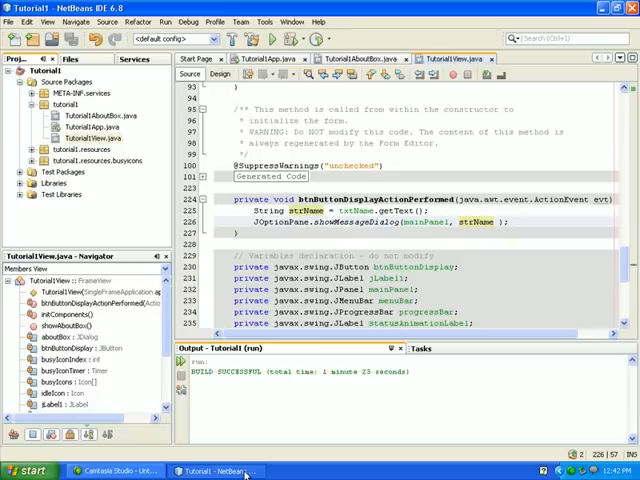 Tutorial1 - NetBeans IDE 6.8
File Edit View Navigate Source Refactor Run Debug Profile Team Tools Window Help
<default config>
Search (Ctrl+I)
Proj... Files Services
Start Page Tutorial1App.java Tutorial1AboutBox.java Tutorial1View.java
Source Design
Tutorial1
Source Packages
META-INF.services
tutorial1
Tutorial1AboutBox.java
Tutorial1App.java
Tutorial1View.java
tutorial1.resources
tutorial1.resources.busyicons
Test Packages
Libraries
Test Libraries
93 }
94
95 /** This method is called from within the constructor to
96 * initialize the form.
97 * WARNING: Do NOT modify this code. The content of this method is
98 * always regenerated by the Form Editor.
99 */
100 @SuppressWarnings("unchecked")
101 Generated Code
223
224 private void btnButtonDisplayActionPerformed(java.awt.event.ActionEvent evt)
225 String strName = txtName.getText();
226 JOptionPane.showMessageDialog(mainPanel, strName );
227 }
228
229 // Variables declaration - do not modify
230 private javax.swing.JButton btnButtonDisplay;
231 private javax.swing.JLabel jLabel1;
232 private javax.swing.JPanel mainPanel;
233 private javax.swing.JMenuBar menuBar;
234 private javax.swing.JProgressBar progressBar;
235 private javax.swing.JLabel statusAnimationLabel;
Tutorial1View.java - Navigator
Members View
Tutorial1View :: FrameView
Tutorial1View(SingleFrameApplication ap
btnButtonDisplayActionPerformed(Action
initComponents()
showAboutBox()
aboutBox : JDialog
btnButtonDisplay : JButton
busyIconIndex : int
busyIconTimer : Timer
busyIcons : Icon[]
idleIcon : Icon
jLabel1 : JLabel
Output - Tutorial1 (run) Tasks
run:
BUILD SUCCESSFUL (total time: 1 minute 23 seconds)
2 226 | 57 INS
start Camtasia Studio - Unt... Tutorial1 - NetBeans ... 12:42 PM